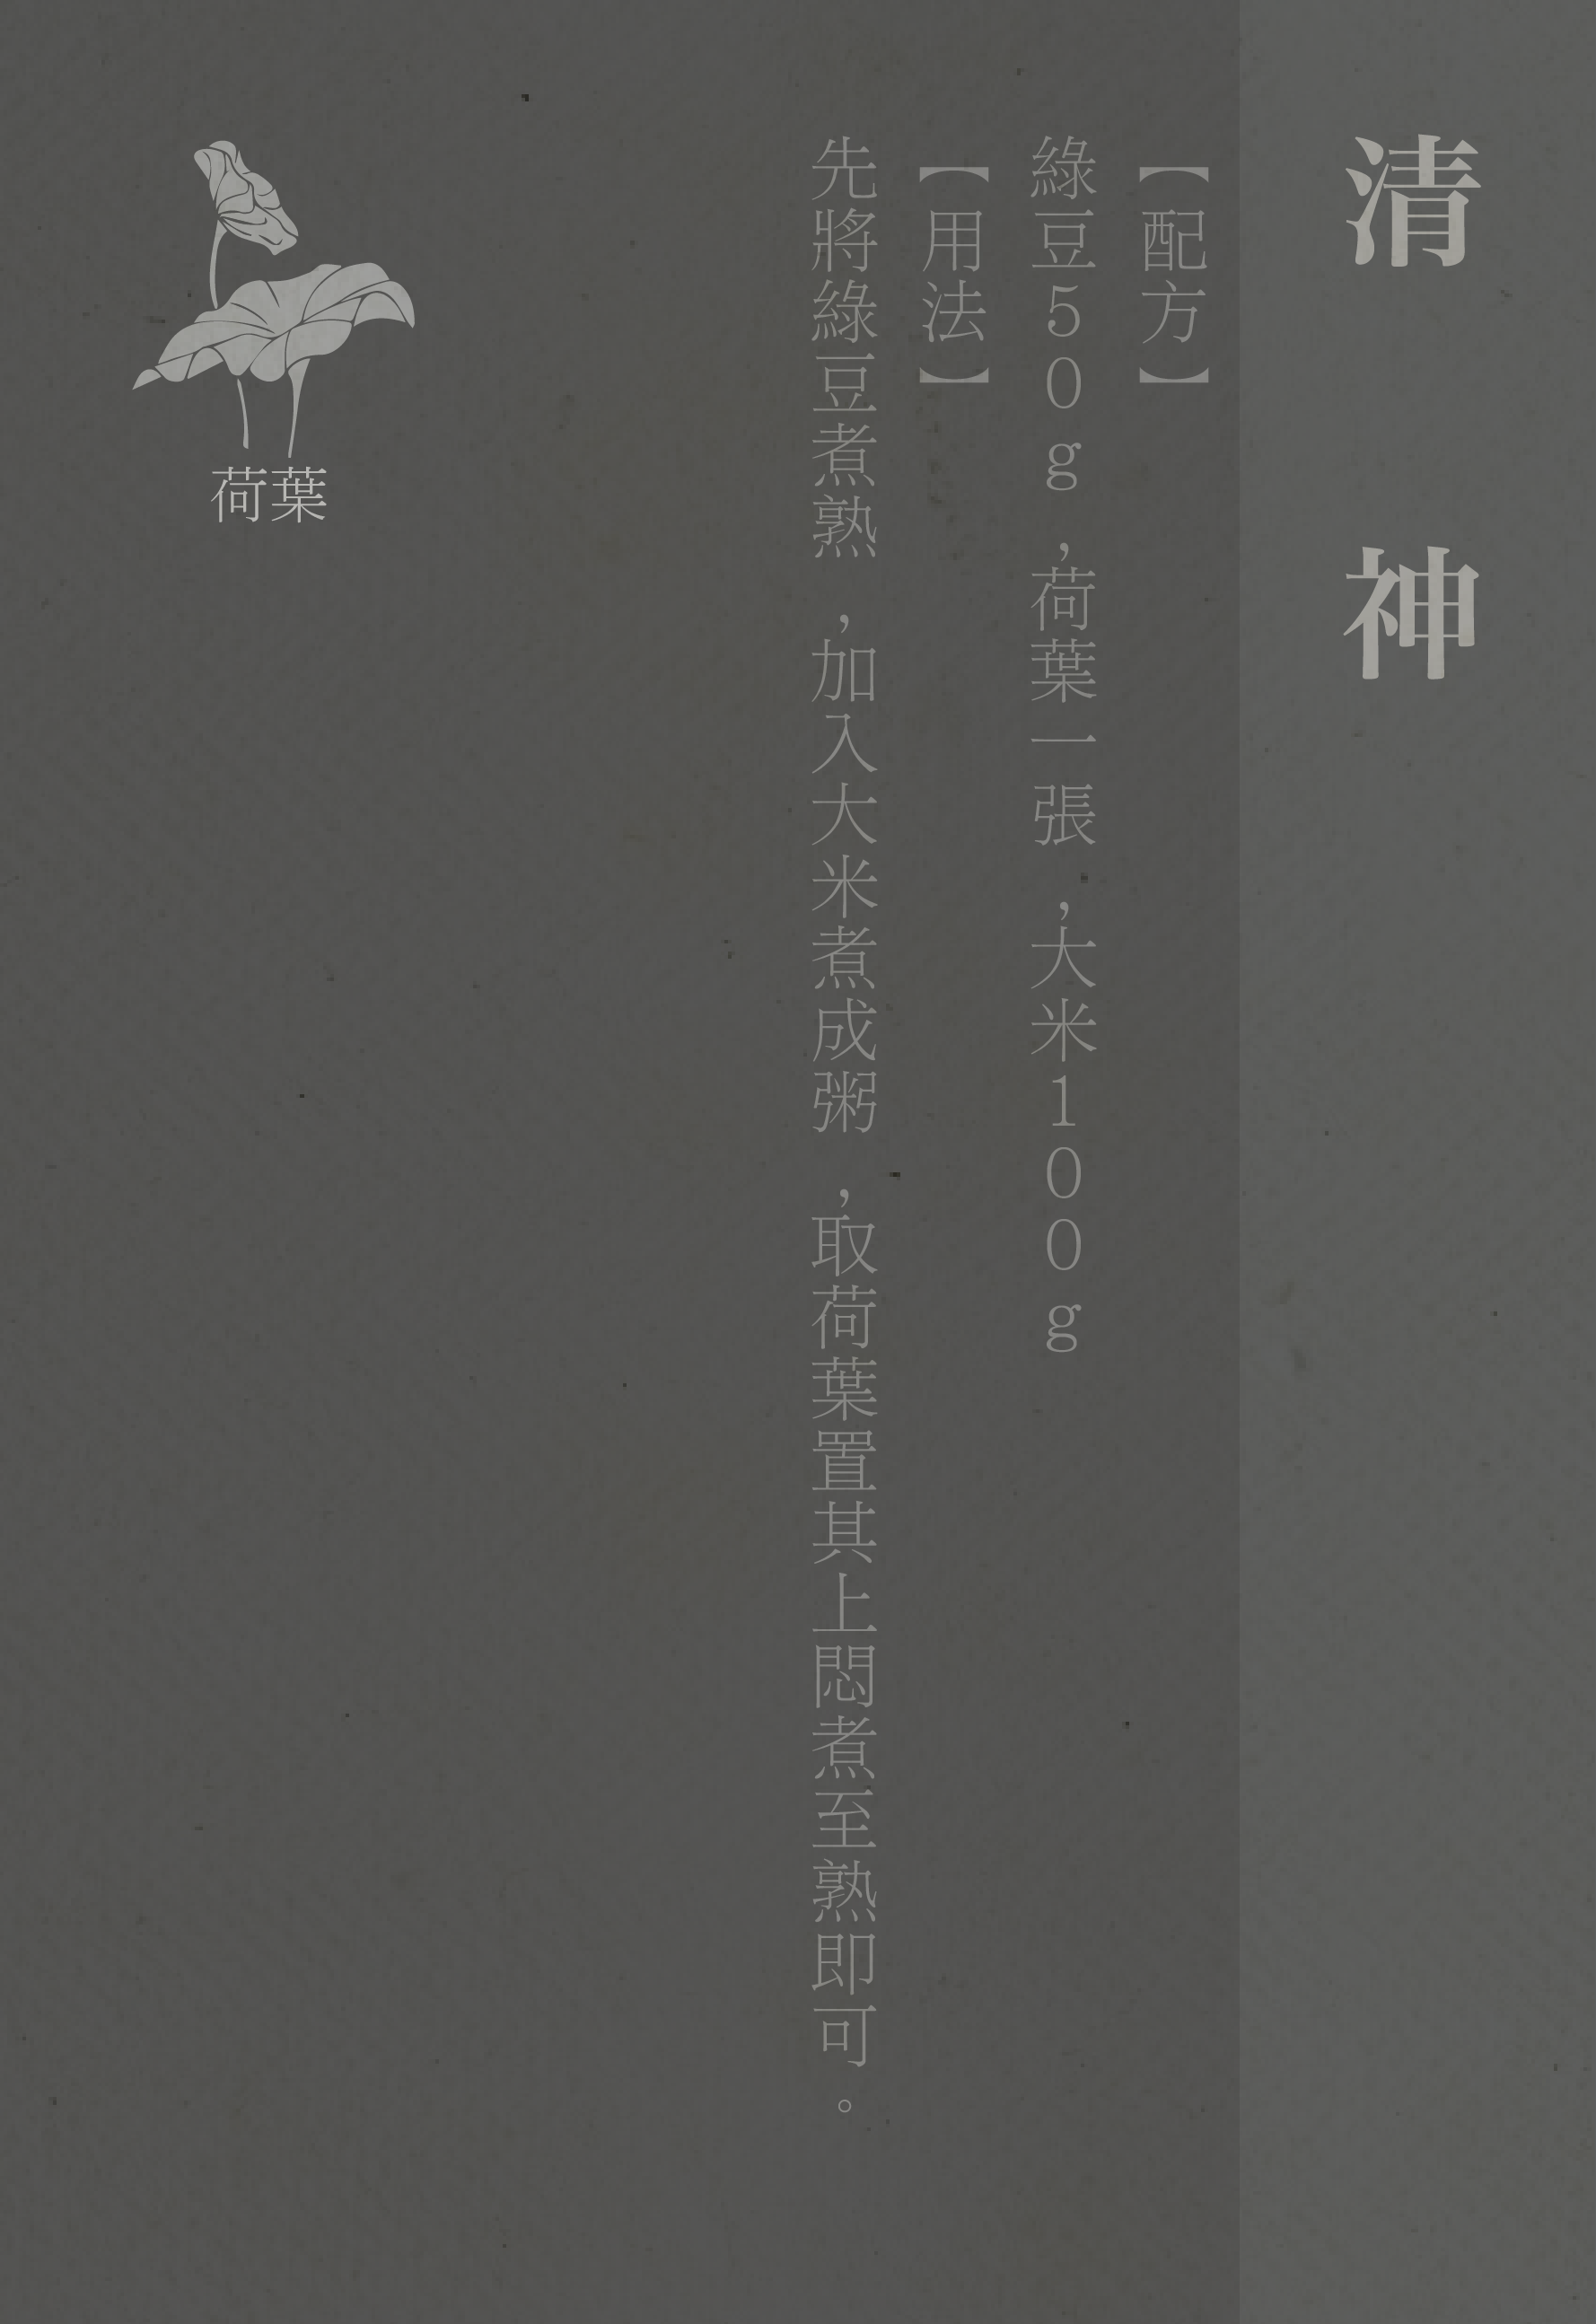 清神
【配方】
綠豆50g，荷葉一張，大米100g
【用法】
先將綠豆煮熟，加入大米煮成粥，取荷葉置其上悶煮至熟即可。
荷葉